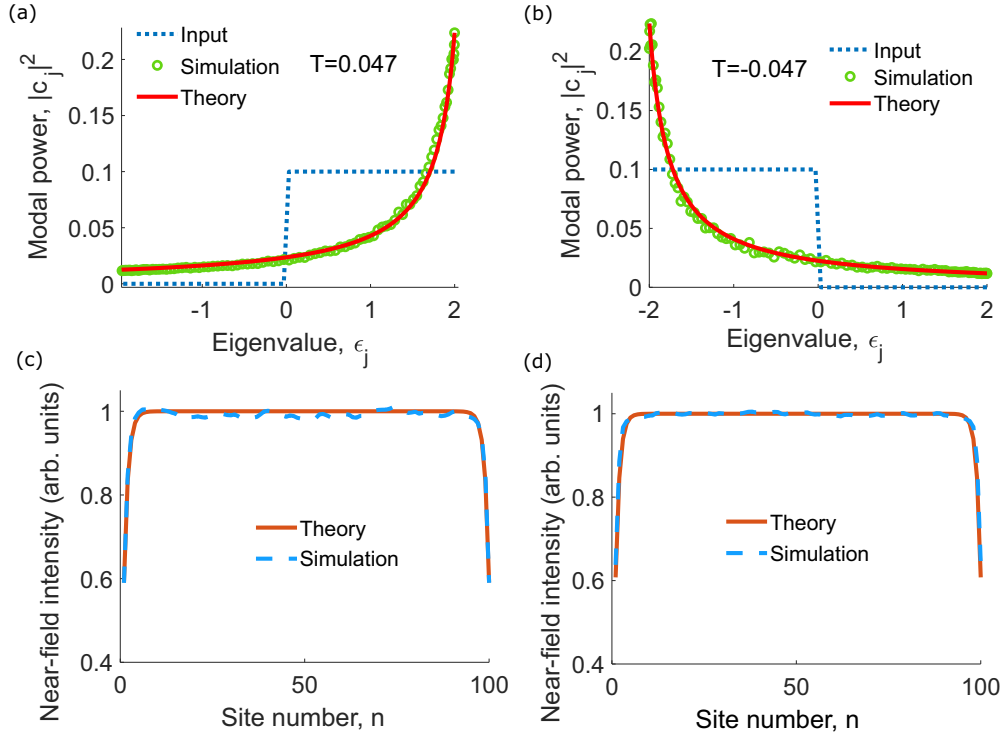 (a)
Input
Simulation
Theory
T=0.047
Modal power, |c_j|^2
0.2
0.15
0.1
0.05
0
-1 0 1 2
Eigenvalue, ϵ_j
(b)
Input
Simulation
Theory
T=-0.047
Modal power, |c_j|^2
0.2
0.15
0.1
0.05
0
-2 -1 0 1 2
Eigenvalue, ϵ_j
(c)
Near-field intensity (arb. units)
1
0.8
0.6
0.4
Theory
Simulation
0 50 100
Site number, n
(d)
Near-field intensity (arb. units)
1
0.8
0.6
0.4
Theory
Simulation
0 50 100
Site number, n